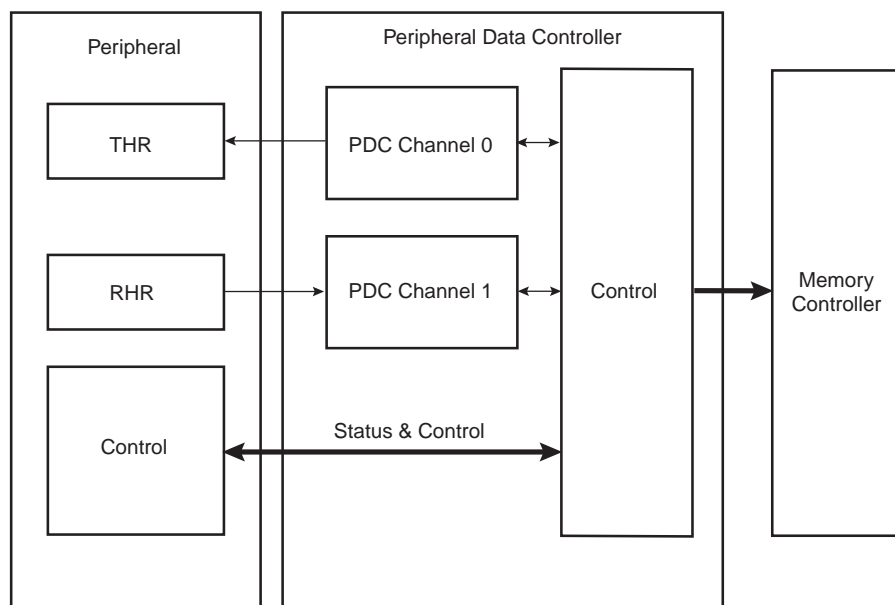 Peripheral
Peripheral Data Controller
THR
PDC Channel 0
RHR
PDC Channel 1
Control
Memory
Controller
Control
Status & Control